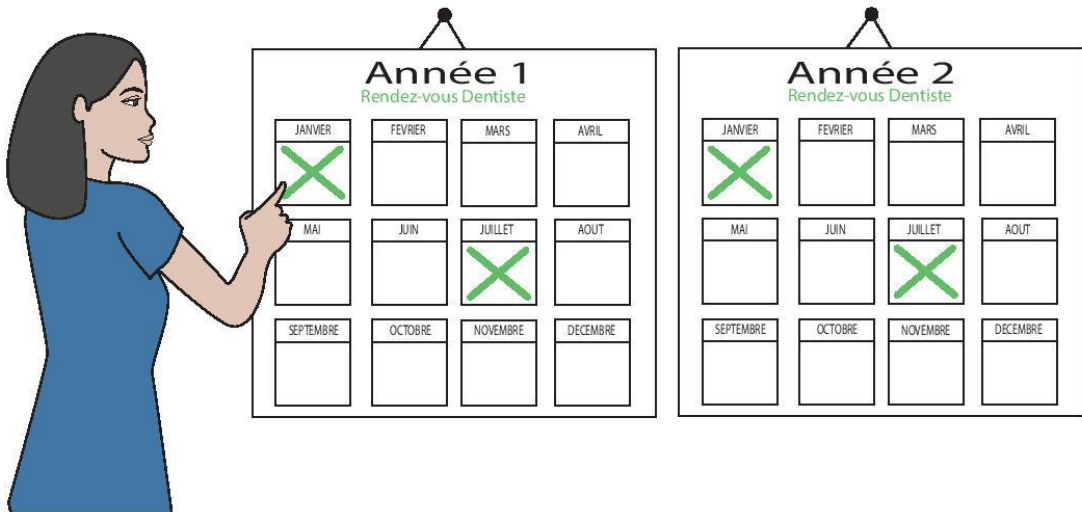 Année 1
Rendez-vous Dentiste
JANVIER FEVRIER MARS AVRIL
MAI JUIN JUILLET AOUT
SEPTEMBRE OCTOBRE NOVEMBRE DECEMBRE
Année 2
Rendez-vous Dentiste
JANVIER FEVRIER MARS AVRIL
MAI JUIN JUILLET AOUT
SEPTEMBRE OCTOBRE NOVEMBRE DECEMBRE